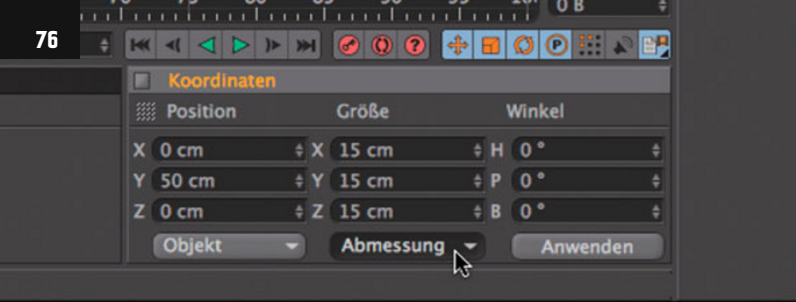 0 B
76
Koordinaten
Position Größe Winkel
X 0 cm X 15 cm H 0 °
Y 50 cm Y 15 cm P 0 °
Z 0 cm Z 15 cm B 0 °
Objekt Abmessung Anwenden